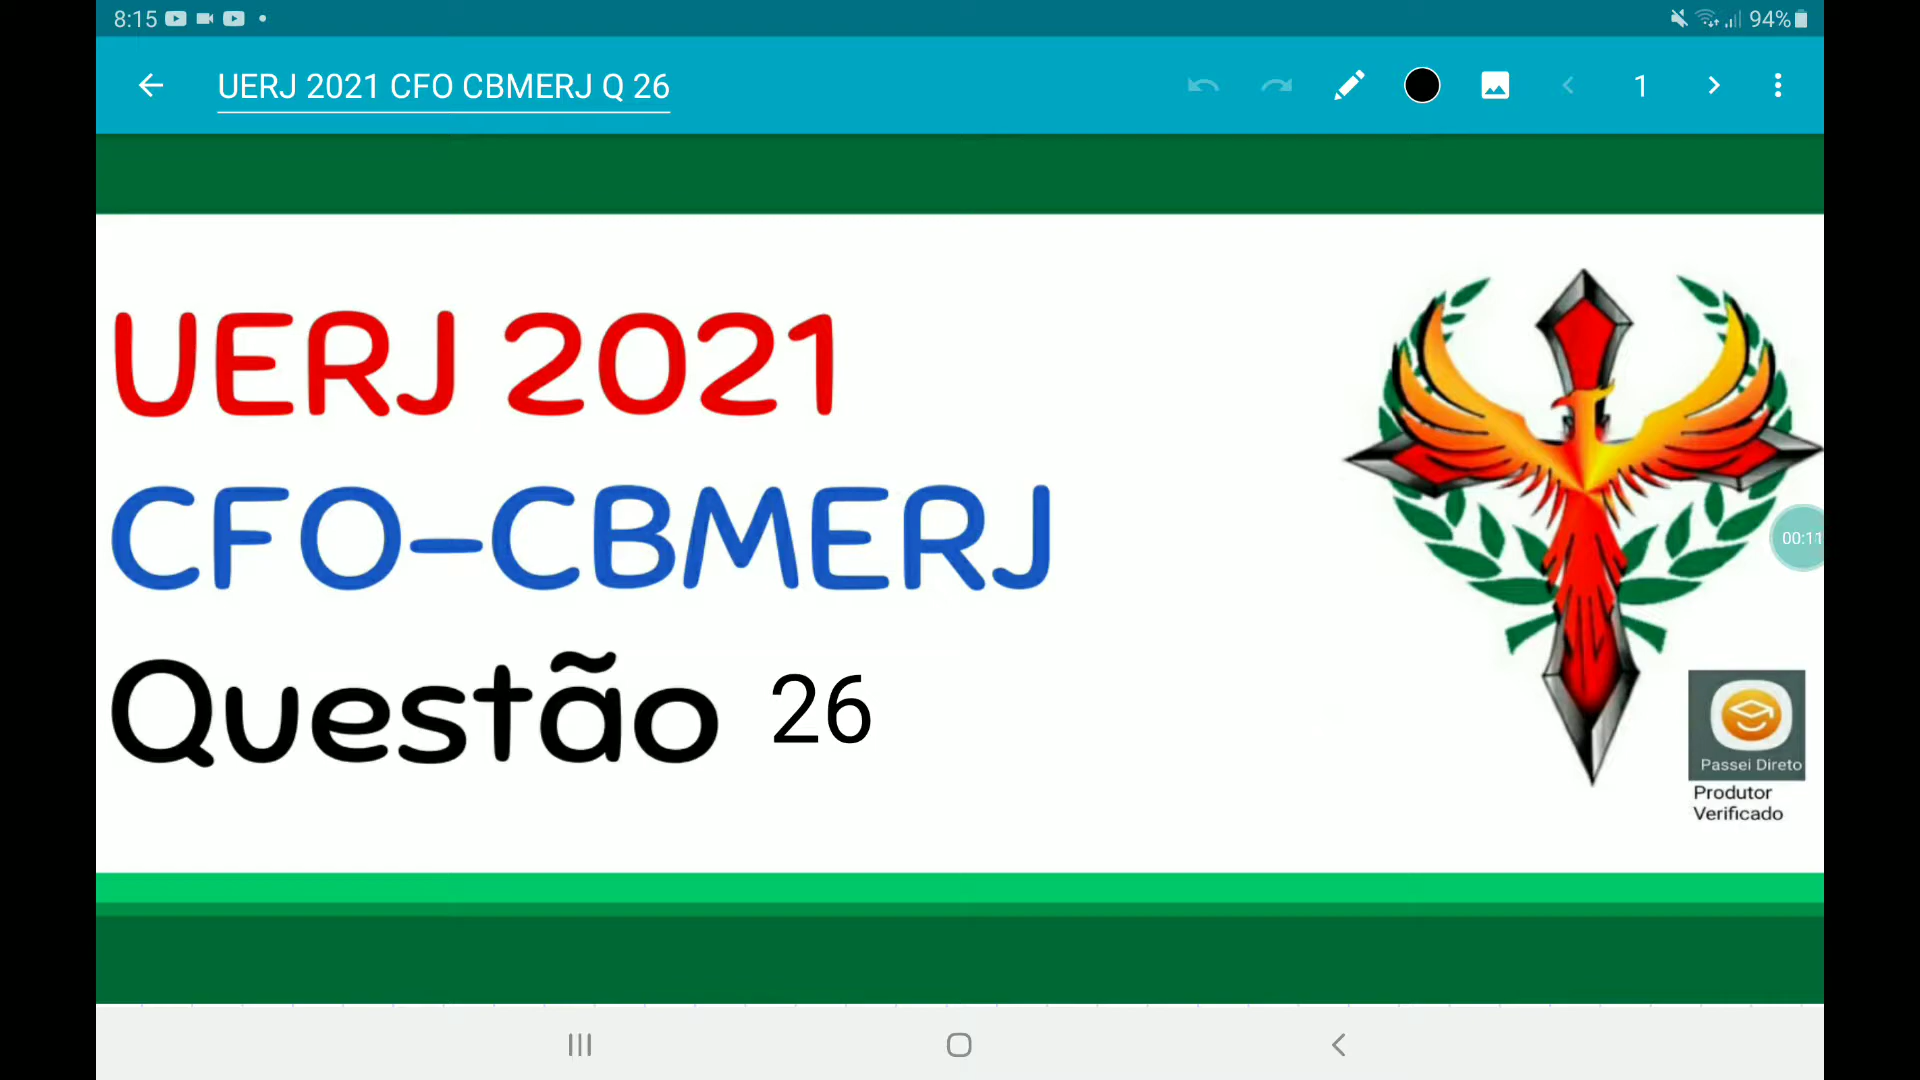 8:15
94%
UERJ 2021 CFO CBMERJ Q 26
1
UERJ 2021
CFO-CBMERJ
Questão 26
00:11
Passei Direto
Produtor
Verificado